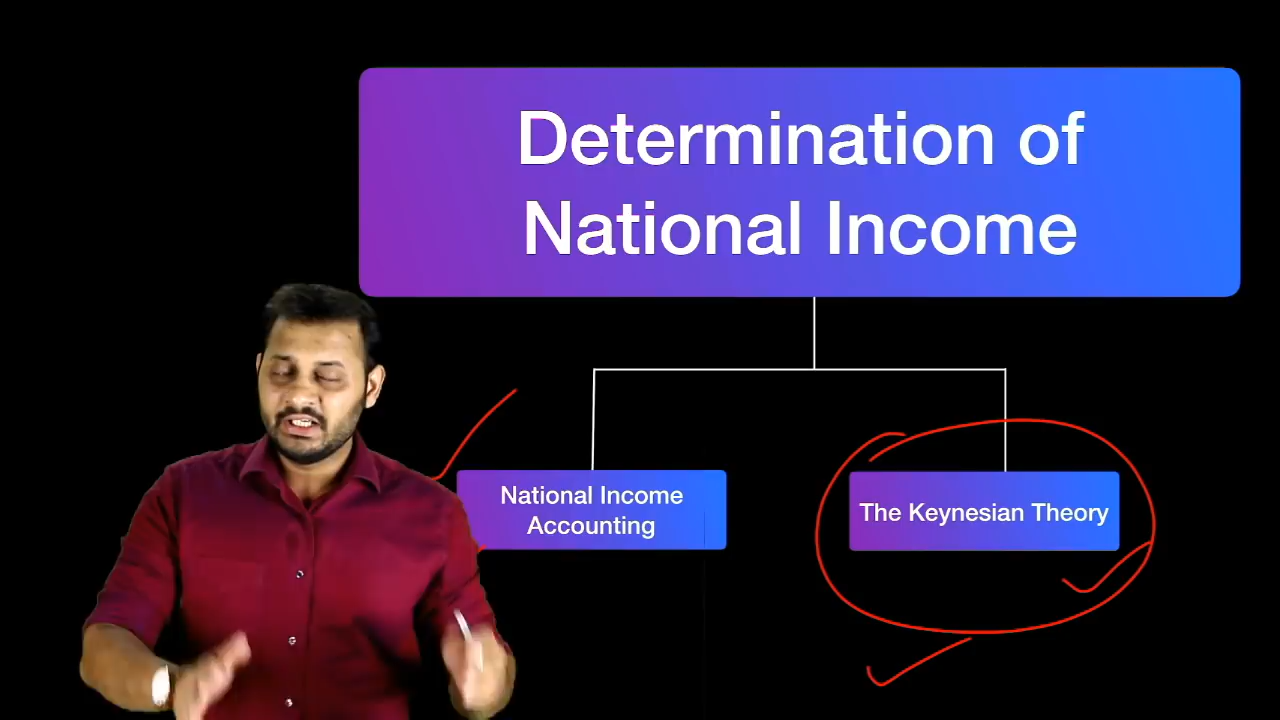 Determination of
National Income
National Income
Accounting
The Keynesian Theory